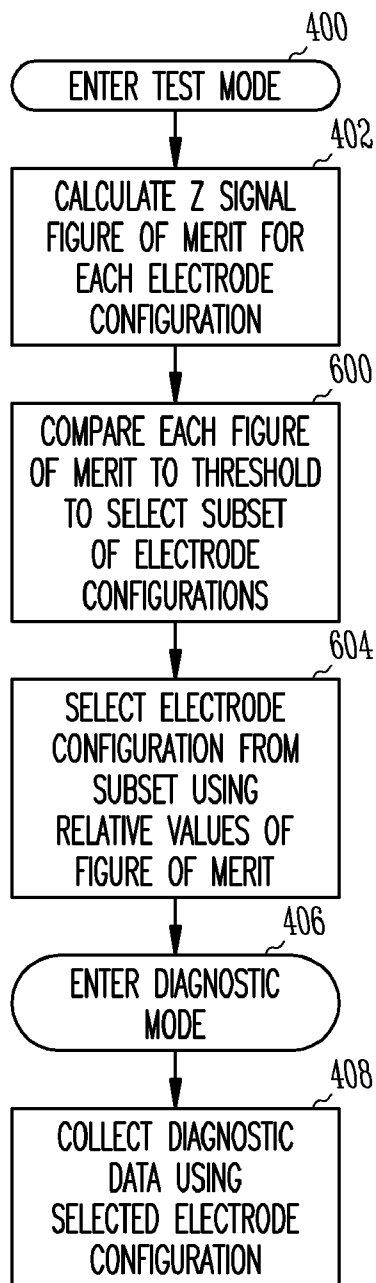 400
ENTER TEST MODE
402
CALCULATE Z SIGNAL
FIGURE OF MERIT FOR
EACH ELECTRODE
CONFIGURATION
600
COMPARE EACH FIGURE
OF MERIT TO THRESHOLD
TO SELECT SUBSET
OF ELECTRODE
CONFIGURATIONS
604
SELECT ELECTRODE
CONFIGURATION FROM
SUBSET USING
RELATIVE VALUES OF
FIGURE OF MERIT
406
ENTER DIAGNOSTIC
MODE
408
COLLECT DIAGNOSTIC
DATA USING
SELECTED ELECTRODE
CONFIGURATION